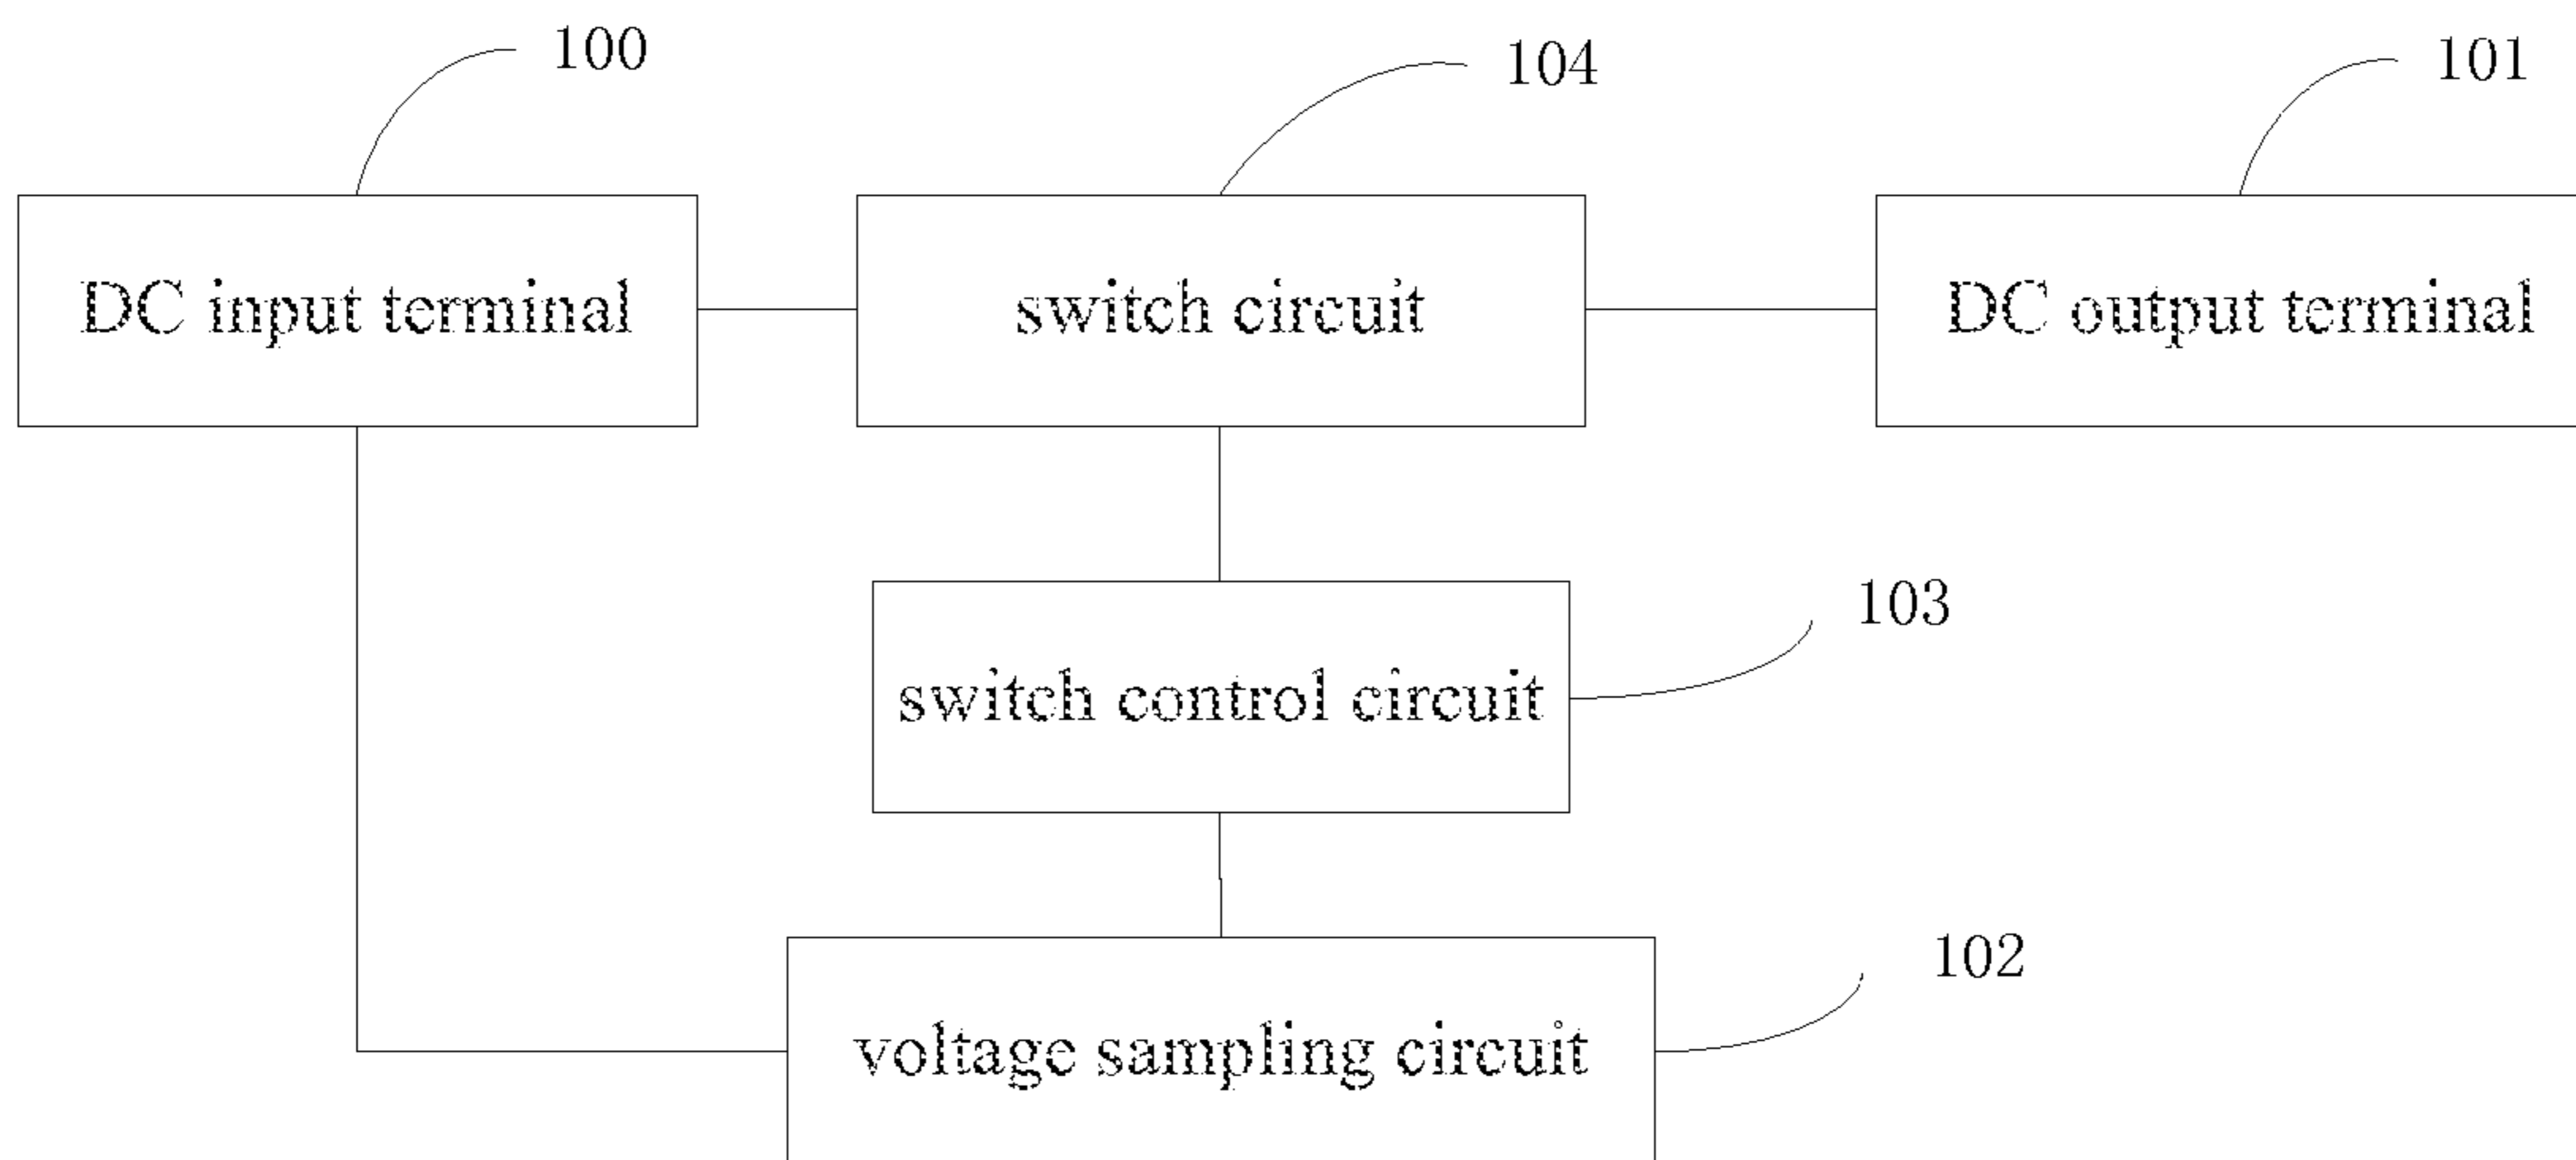 100
104
101
DC input terminal
switch circuit
DC output terminal
103
switch control circuit
102
voltage sampling circuit